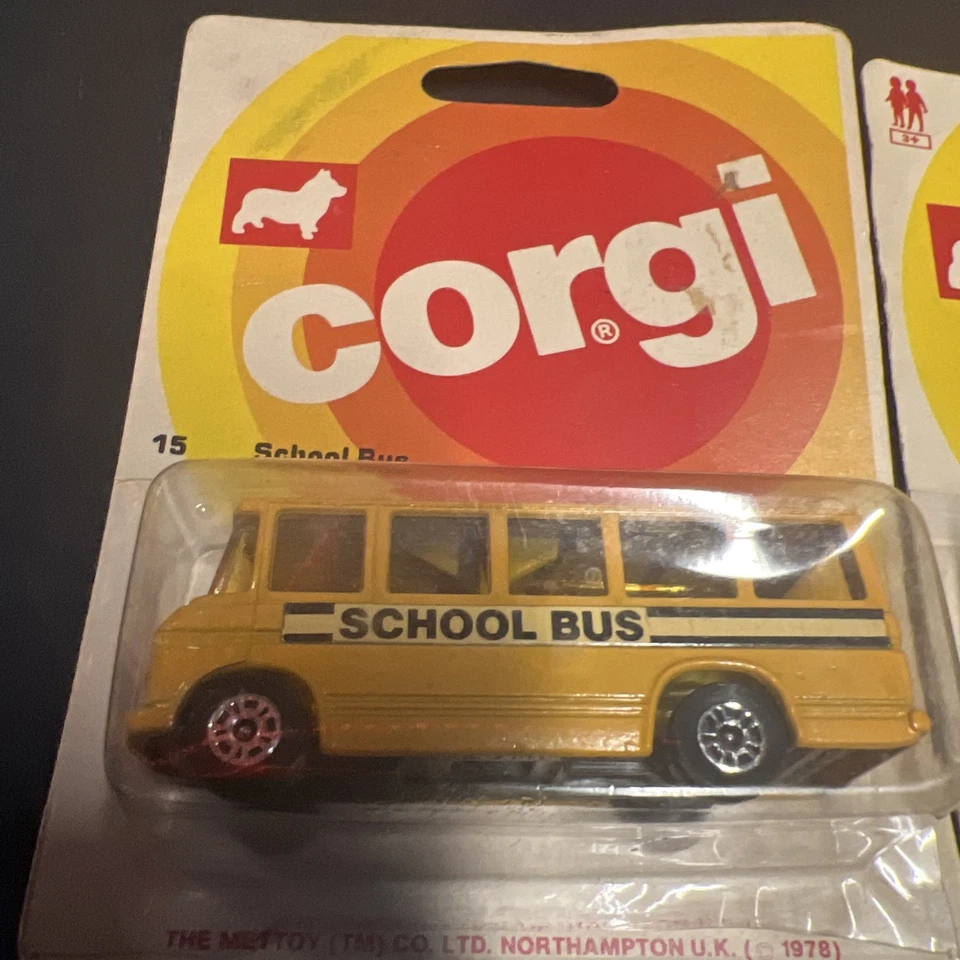 corgi
®
3+
15 School Bus
SCHOOL BUS
THE METTOY (TM) CO. LTD. NORTHAMPTON U.K. (© 1978)